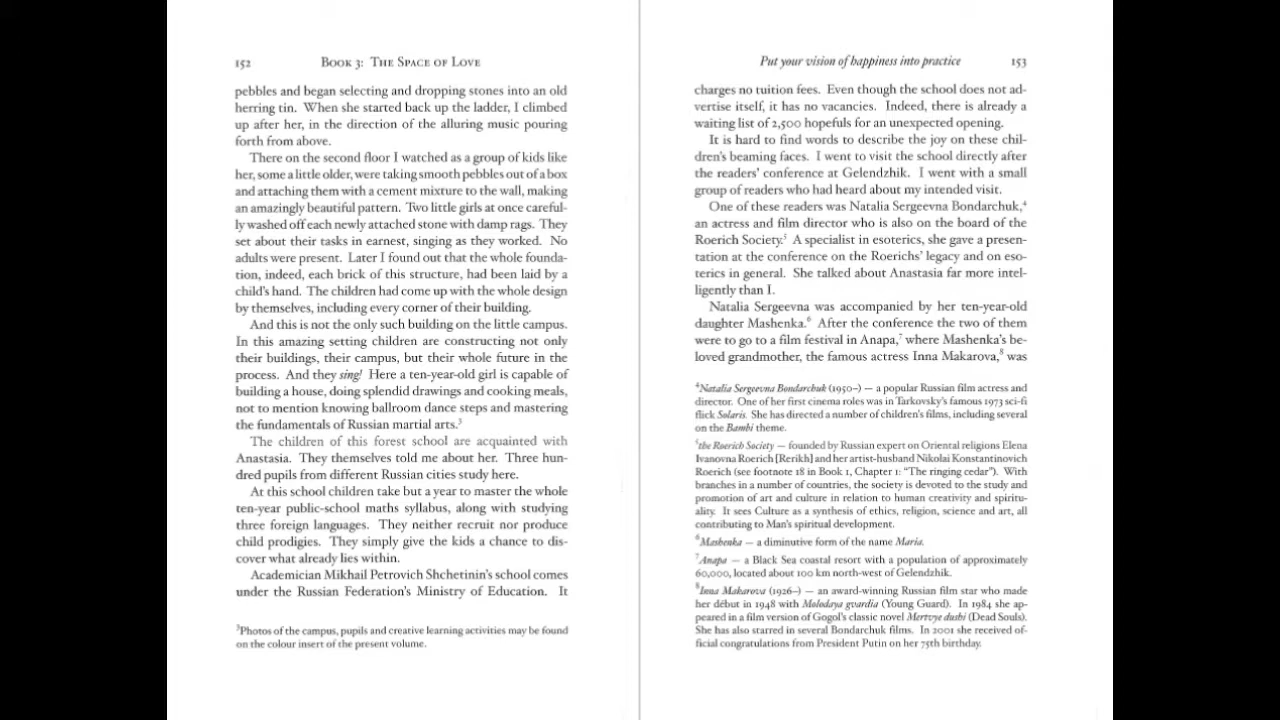 152 BOOK 3: THE SPACE OF LOVE
pebbles and began selecting and dropping stones into an old
herring tin. When she started back up the ladder, I climbed
up after her, in the direction of the alluring music pouring
forth from above.
There on the second floor I watched as a group of kids like
her, some a little older, were taking smooth pebbles out of a box
and attaching them with a cement mixture to the wall, making
an amazingly beautiful pattern. Two little girls at once careful-
ly washed off each newly attached stone with damp rags. They
set about their tasks in earnest, singing as they worked. No
adults were present. Later I found out that the whole founda-
tion, indeed, each brick of this structure, had been laid by a
child's hand. The children had come up with the whole design
by themselves, including every corner of their building.
And this is not the only such building on the little campus.
In this amazing setting children are constructing not only
their buildings, their campus, but their whole future in the
process. And they sing! Here a ten-year-old girl is capable of
building a house, doing splendid drawings and cooking meals,
not to mention knowing ballroom dance steps and mastering
the fundamentals of Russian martial arts.³
The children of this forest school are acquainted with
Anastasia. They themselves told me about her. Three hun-
dred pupils from different Russian cities study here.
At this school children take but a year to master the whole
ten-year public-school maths syllabus, along with studying
three foreign languages. They neither recruit nor produce
child prodigies. They simply give the kids a chance to dis-
cover what already lies within.
Academician Mikhail Petrovich Shchetinin's school comes
under the Russian Federation's Ministry of Education. It
³Photos of the campus, pupils and creative learning activities may be found
on the colour insert of the present volume.
Put your vision of happiness into practice 153
charges no tuition fees. Even though the school does not ad-
vertise itself, it has no vacancies. Indeed, there is already a
waiting list of 2,500 hopefuls for an unexpected opening.
It is hard to find words to describe the joy on these chil-
dren's beaming faces. I went to visit the school directly after
the readers' conference at Gelendzhik. I went with a small
group of readers who had heard about my intended visit.
One of these readers was Natalia Sergeevna Bondarchuk,⁴
an actress and film director who is also on the board of the
Roerich Society.⁵ A specialist in esoterics, she gave a presen-
tation at the conference on the Roerichs' legacy and on eso-
terics in general. She talked about Anastasia far more intel-
ligently than I.
Natalia Sergeevna was accompanied by her ten-year-old
daughter Mashenka.⁶ After the conference the two of them
were to go to a film festival in Anapa,⁷ where Mashenka's be-
loved grandmother, the famous actress Inna Makarova,⁸ was
⁴Natalia Sergeevna Bondarchuk (1950–) — a popular Russian film actress and
director. One of her first cinema roles was in Tarkovsky's famous 1973 sci-fi
flick Solaris. She has directed a number of children's films, including several
on the Bambi theme.
⁵the Roerich Society — founded by Russian expert on Oriental religions Elena
Ivanovna Roerich [Rerikh] and her artist-husband Nikolai Konstantinovich
Roerich (see footnote 18 in Book 1, Chapter 1: "The ringing cedar"). With
branches in a number of countries, the society is devoted to the study and
promotion of art and culture in relation to human creativity and spiritu-
ality. It sees Culture as a synthesis of ethics, religion, science and art, all
contributing to Man's spiritual development.
⁶Mashenka — a diminutive form of the name Maria.
⁷Anapa — a Black Sea coastal resort with a population of approximately
60,000, located about 100 km north-west of Gelendzhik.
⁸Inna Makarova (1926–) — an award-winning Russian film star who made
her début in 1948 with Molodaya gvardia (Young Guard). In 1984 she ap-
peared in a film version of Gogol's classic novel Mertvye dushi (Dead Souls).
She has also starred in several Bondarchuk films. In 2001 she received of-
ficial congratulations from President Putin on her 75th birthday.